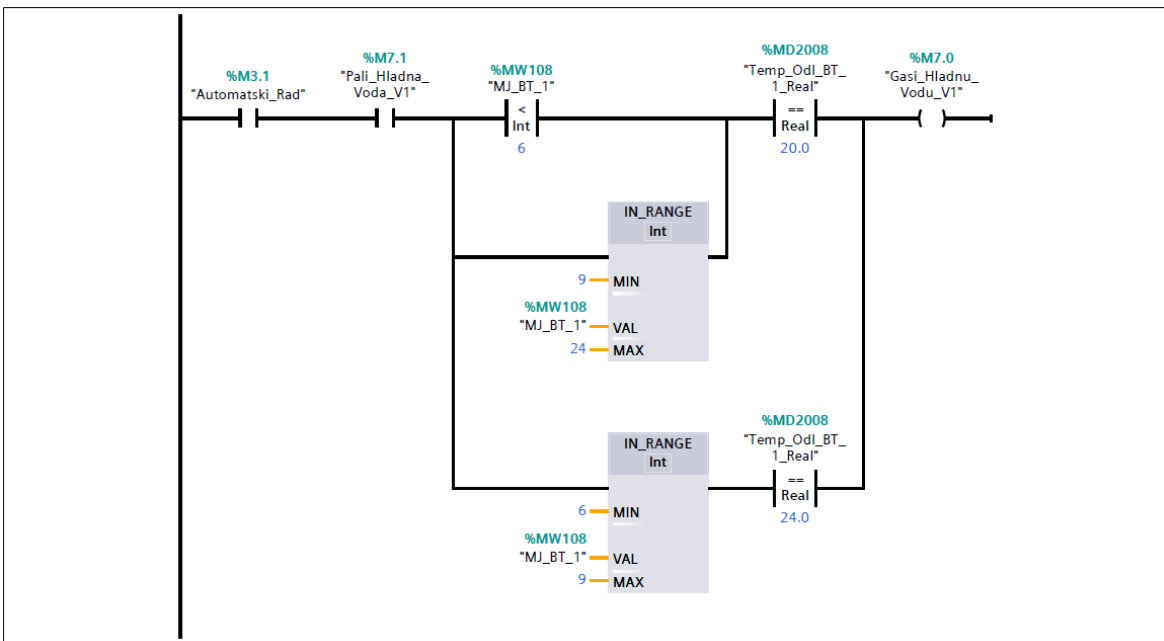 %M3.1
"Automatski_Rad"
%M7.1
"Pali_Hladna_
Voda_V1"
%MW108
"MJ_BT_1"
<
Int
6
%MD2008
"Temp_Odl_BT_
1_Real"
==
Real
20.0
%M7.0
"Gasi_Hladnu_
Vodu_V1"
IN_RANGE
Int
9 MIN
%MW108
"MJ_BT_1" VAL
24 MAX
IN_RANGE
Int
6 MIN
%MW108
"MJ_BT_1" VAL
9 MAX
%MD2008
"Temp_Odl_BT_
1_Real"
==
Real
24.0